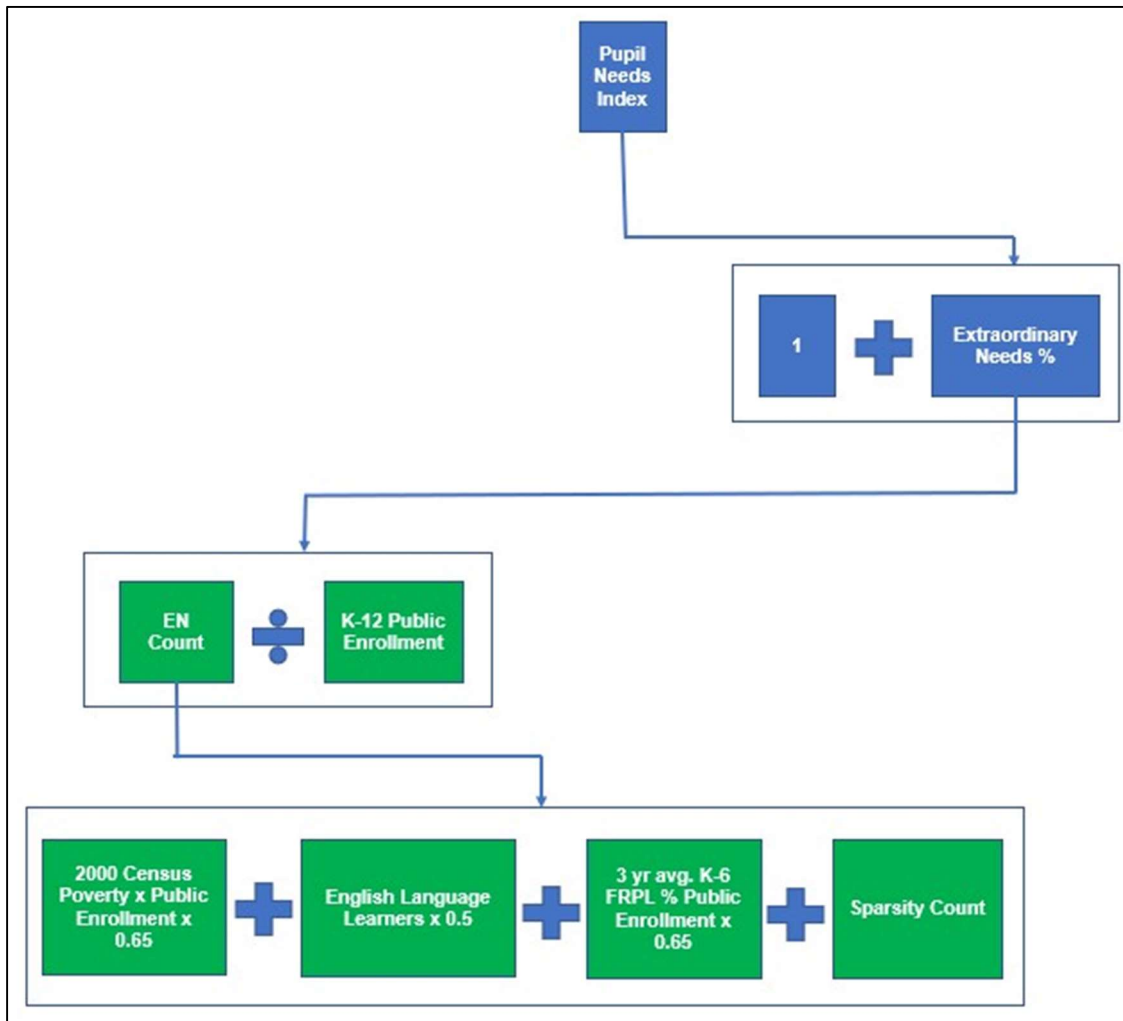 Pupil
Needs
Index
1
Extraordinary
Needs %
EN
Count
K-12 Public
Enrollment
2000 Census
Poverty x Public
Enrollment x
0.65
English Language
Learners x 0.5
3 yr avg. K-6
FRPL % Public
Enrollment x
0.65
Sparsity Count